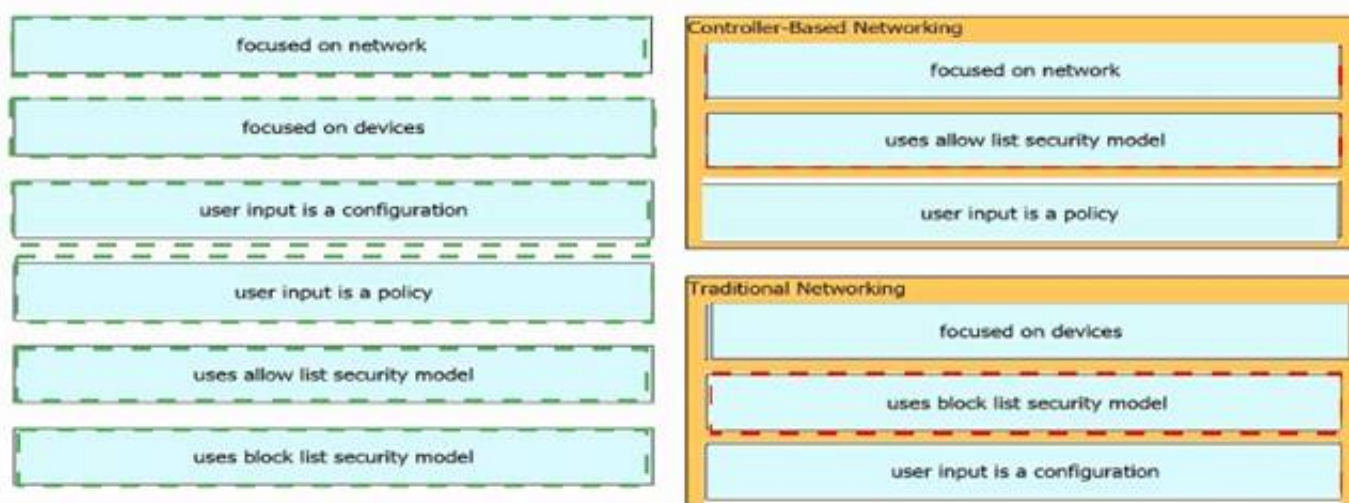 focused on network
focused on devices
user input is a configuration
user input is a policy
uses allow list security model
uses block list security model
Controller-Based Networking
focused on network
uses allow list security model
user input is a policy
Traditional Networking
focused on devices
uses block list security model
user input is a configuration